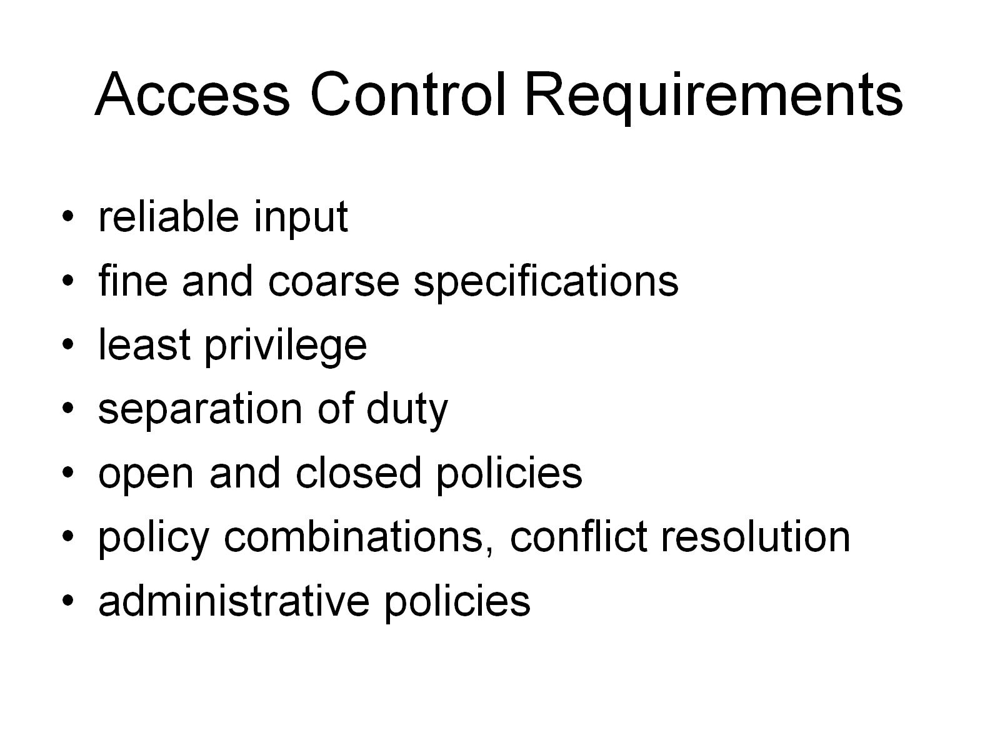 Access Control Requirements
• reliable input
• fine and coarse specifications
• least privilege
• separation of duty
• open and closed policies
• policy combinations, conflict resolution
• administrative policies